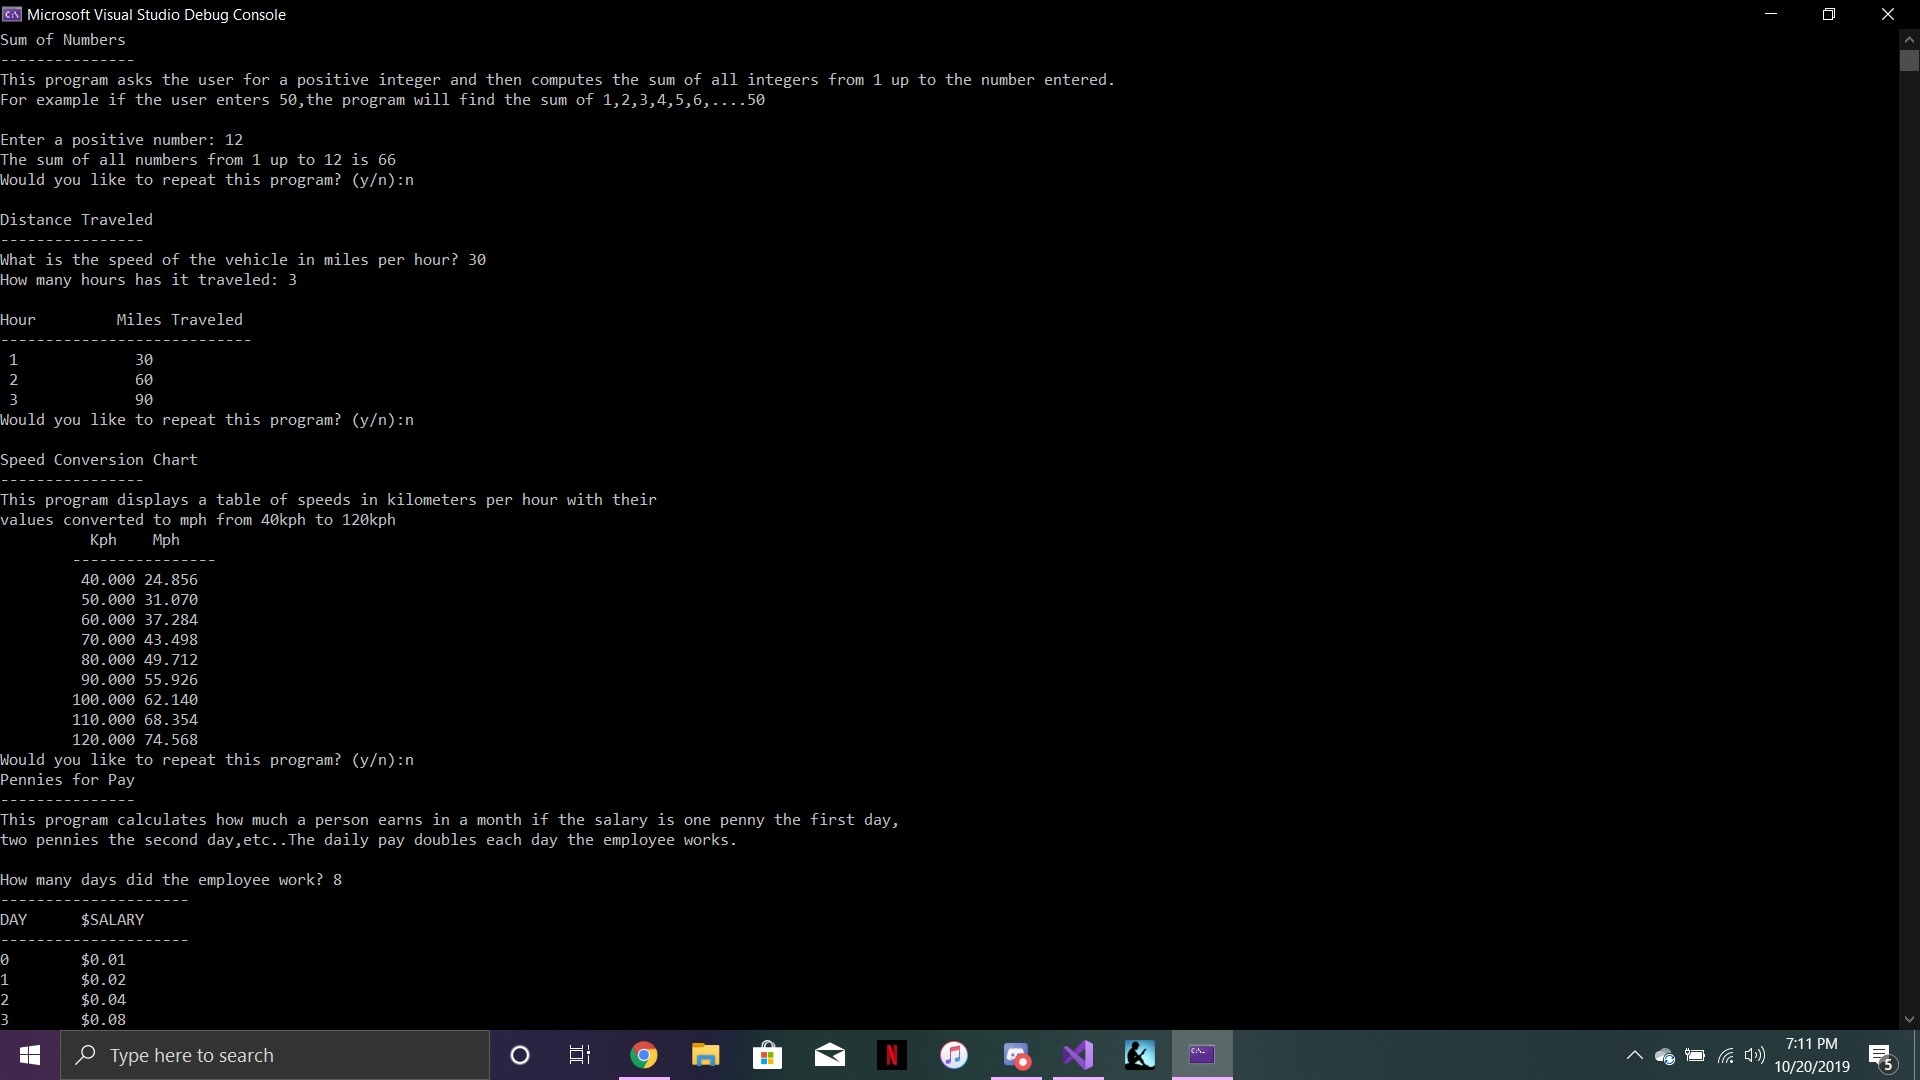 Microsoft Visual Studio Debug Console
Sum of Numbers
---------------
This program asks the user for a positive integer and then computes the sum of all integers from 1 up to the number entered.
For example if the user enters 50,the program will find the sum of 1,2,3,4,5,6,....50
Enter a positive number: 12
The sum of all numbers from 1 up to 12 is 66
Would you like to repeat this program? (y/n):n
Distance Traveled
----------------
What is the speed of the vehicle in miles per hour? 30
How many hours has it traveled: 3
Hour         Miles Traveled
----------------------------
 1             30
 2             60
 3             90
Would you like to repeat this program? (y/n):n
Speed Conversion Chart
----------------
This program displays a table of speeds in kilometers per hour with their
values converted to mph from 40kph to 120kph
          Kph    Mph
        ----------------
         40.000 24.856
         50.000 31.070
         60.000 37.284
         70.000 43.498
         80.000 49.712
         90.000 55.926
        100.000 62.140
        110.000 68.354
        120.000 74.568
Would you like to repeat this program? (y/n):n
Pennies for Pay
---------------
This program calculates how much a person earns in a month if the salary is one penny the first day,
two pennies the second day,etc..The daily pay doubles each day the employee works.
How many days did the employee work? 8
---------------------
DAY      $SALARY
---------------------
0        $0.01
1        $0.02
2        $0.04
3        $0.08
Type here to search
N
7:11 PM
10/20/2019
5